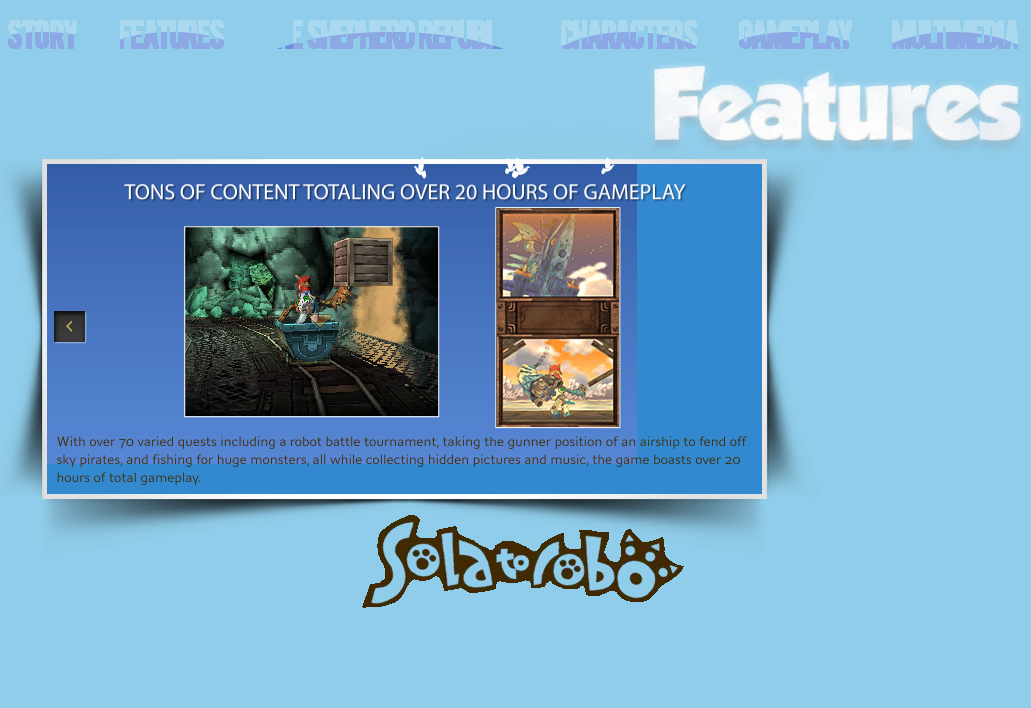 STORY FEATURES E SHEPHERD REPUBL CHARACTERS GAMEPLAY MULTIMEDIA
Features
TONS OF CONTENT TOTALING OVER 20 HOURS OF GAMEPLAY
With over 70 varied quests including a robot battle tournament, taking the gunner position of an airship to fend off
sky pirates, and fishing for huge monsters, all while collecting hidden pictures and music, the game boasts over 20
hours of total gameplay.
Solatorobo